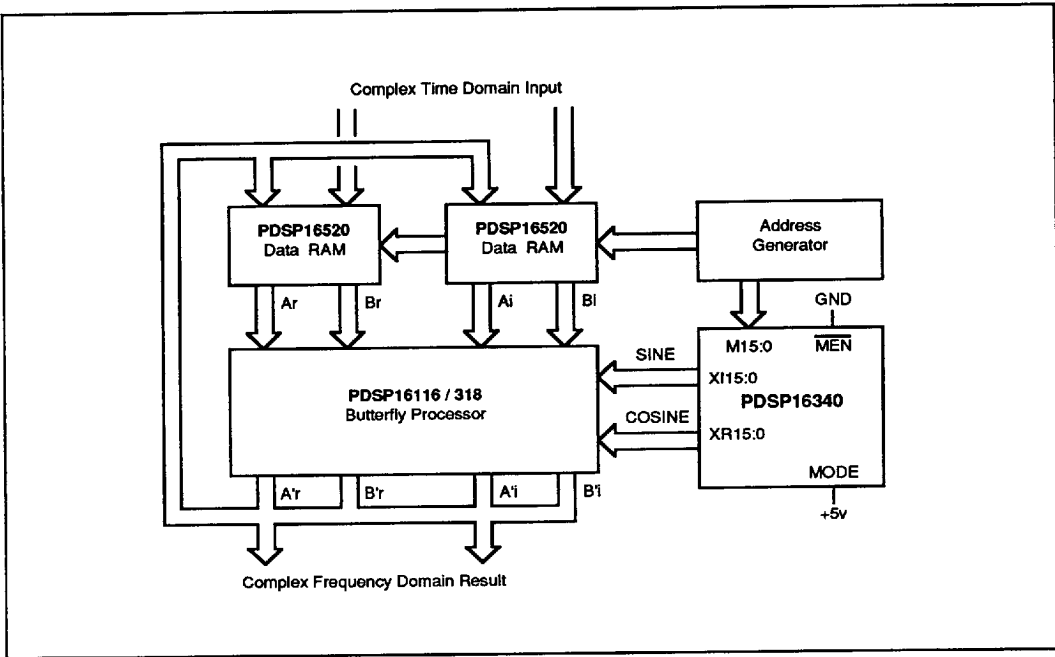 Complex Time Domain Input
PDSP16520
Data RAM
PDSP16520
Data RAM
Address
Generator
Ar
Br
Ai
Bi
GND
M15:0
MEN
SINE
XI15:0
PDSP16116 / 318
Butterfly Processor
PDSP16340
COSINE
XR15:0
MODE
A'r
B'r
A'i
B'i
+5v
Complex Frequency Domain Result